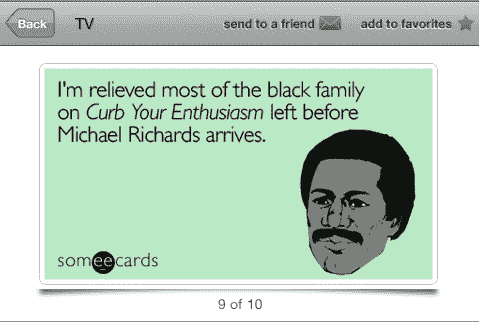 Back
TV
send to a friend
add to favorites
I'm relieved most of the black family
on Curb Your Enthusiasm left before
Michael Richards arrives.
someecards
9 of 10